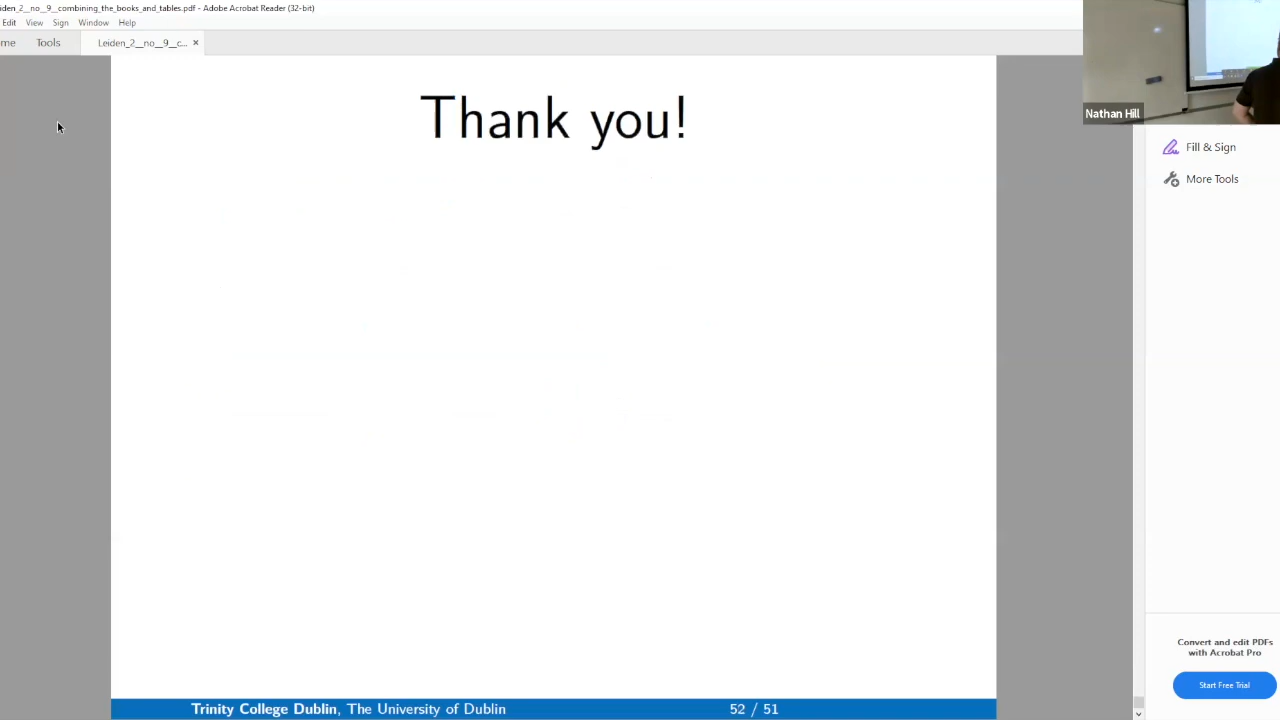 iden_2__no__9__combining_the_books_and_tables.pdf - Adobe Acrobat Reader (32-bit)
Edit View Sign Window Help
me Tools Leiden_2__no__9__c... ×
Thank you!
Nathan Hill
Fill & Sign
More Tools
Convert and edit PDFs
with Acrobat Pro
Start Free Trial
Trinity College Dublin, The University of Dublin 52 / 51